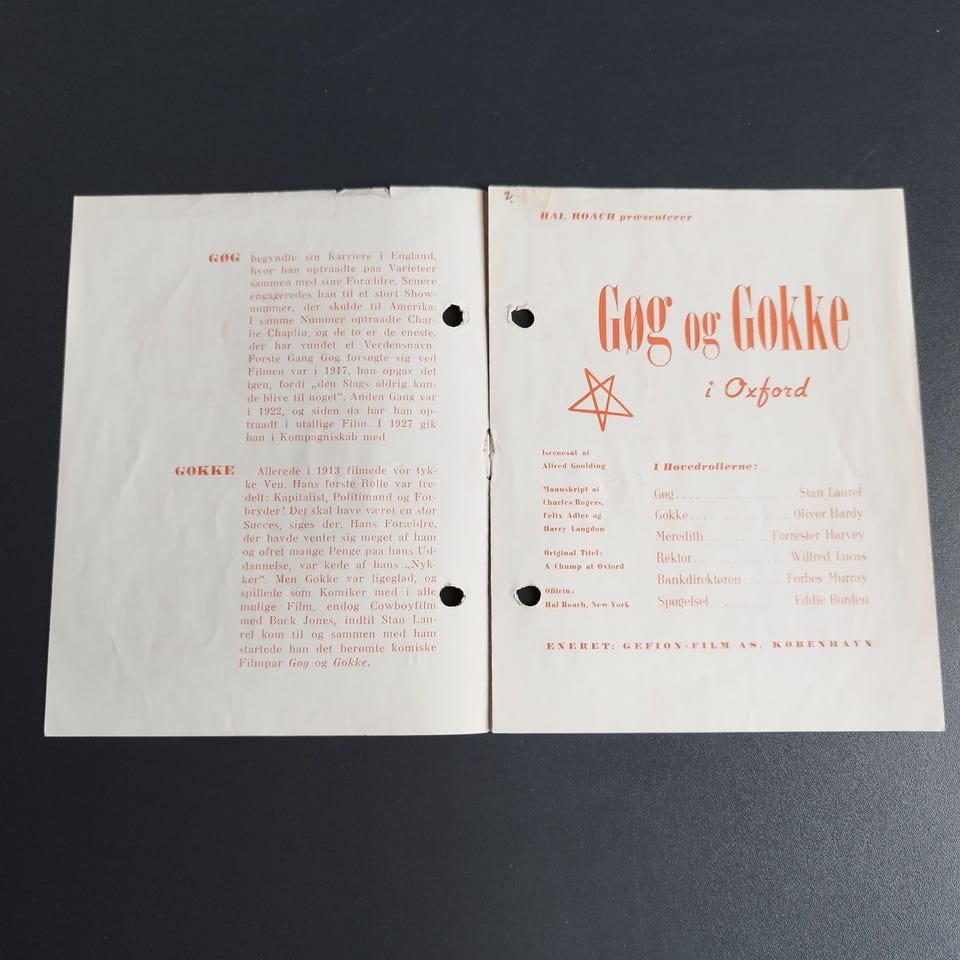 GØG begyndte sin Karriere i England,
hvor han optraadte paa Varieteer
sammen med sine Forældre. Senere
engageredes han til et stort Show-
nummer, der skulde til Amerika.
I samme Nummer optraadte Char-
lie Chaplin, og de to er de eneste,
der har vundet et Verdensnavn.
Første Gang Gøg forsøgte sig ved
Filmen var i 1917, han opgav det
igen, fordi „den Slags aldrig kun-
de blive til noget". Anden Gang var
i 1922, og siden da har han op-
traadt i utallige Film. I 1927 gik
han i Kompagniskab med
GOKKE Allerede i 1913 filmede vor tyk-
ke Ven. Hans første Rolle var tre-
delt: Kapitalist, Politimand og For-
bryder! Det skal have været en stor
Succes, siges der. Hans Forældre,
der havde ventet sig meget af ham
og ofret mange Penge paa hans Ud-
dannelse, var kede af hans „Nyk-
ker". Men Gokke var ligeglad, og
spillede som Komiker med i alle
mulige Film, endog Cowboyfilm
med Buck Jones, indtil Stan Lau-
rel kom til og sammen med ham
startede han det berømte komiske
Filmpar Gøg og Gokke.
2.
HAL ROACH præsenterer
Gøg og Gokke
i Oxford
Iscenesat af
Alfred Goulding
Manuskript af
Charles Rogers,
Felix Adler og
Harry Langdon
Original Titel:
A Chump at Oxford
Officin:
Hal Roach, New York
I Hovedrollerne:
Gøg.................... Stan Laurel
Gokke................ Oliver Hardy
Meredith.......... Forrester Harvey
Rektor................ Wilfred Lucas
Bankdirektøren...... Forbes Murray
Spøgelset............ Eddie Borden
ENERET: GEFION-FILM AS. KØBENHAVN